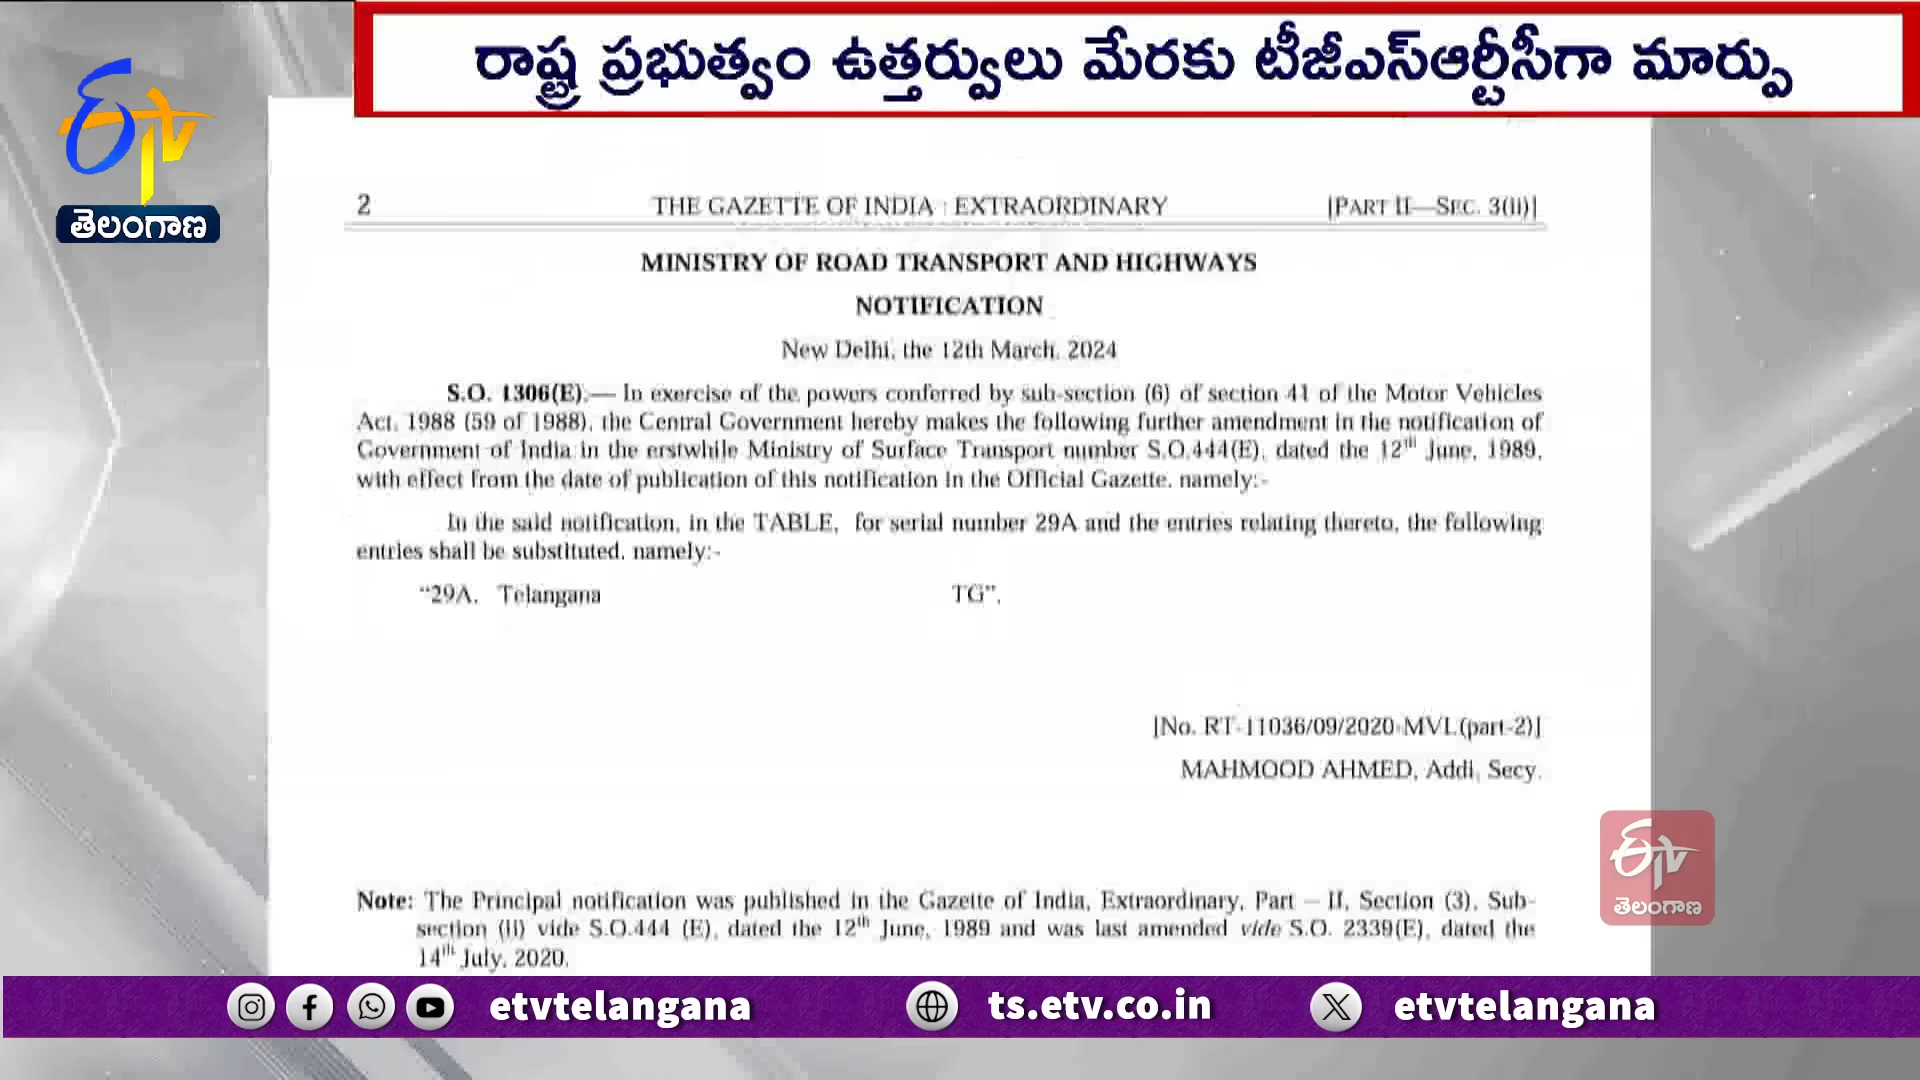 రాష్ట్ర ప్రభుత్వం ఉత్తర్వులు మేరకు టీజీఎస్ఆర్టీసీగా మార్పు
ETV
తెలంగాణ
2 THE GAZETTE OF INDIA : EXTRAORDINARY [PART II—SEC. 3(ii)]
MINISTRY OF ROAD TRANSPORT AND HIGHWAYS
NOTIFICATION
New Delhi, the 12th March, 2024
S.O. 1306(E).— In exercise of the powers conferred by sub-section (6) of section 41 of the Motor Vehicles
Act, 1988 (59 of 1988), the Central Government hereby makes the following further amendment in the notification of
Government of India in the erstwhile Ministry of Surface Transport number S.O.444(E), dated the 12th June, 1989,
with effect from the date of publication of this notification in the Official Gazette, namely:-
In the said notification, in the TABLE, for serial number 29A and the entries relating thereto, the following
entries shall be substituted, namely:-
“29A. Telangana TG”.
[No. RT-11036/09/2020-MVL(part-2)]
MAHMOOD AHMED, Addl. Secy.
Note: The Principal notification was published in the Gazette of India, Extraordinary, Part – II, Section (3), Sub-
section (ii) vide S.O.444 (E), dated the 12th June, 1989 and was last amended vide S.O. 2339(E), dated the
14th July, 2020.
ETV
తెలంగాణ
etvtelangana ts.etv.co.in etvtelangana